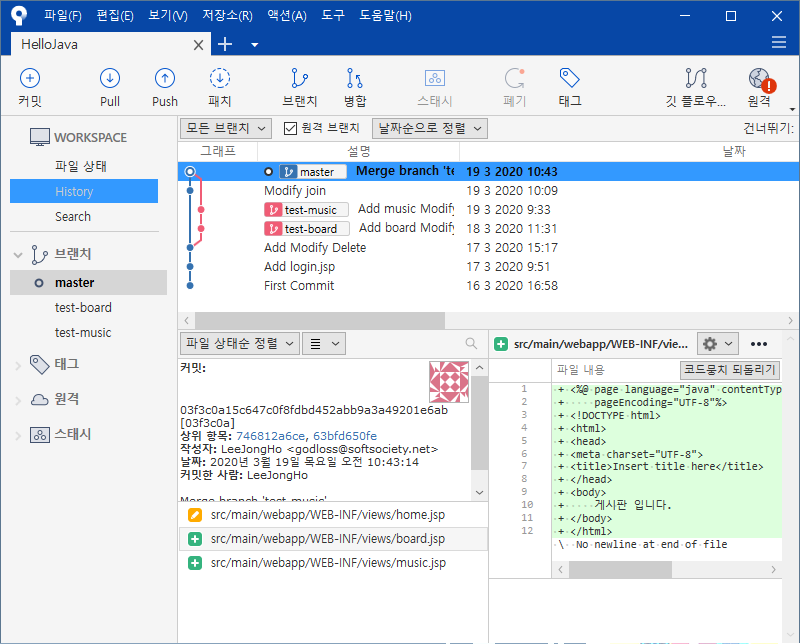 파일(F) 편집(E) 보기(V) 저장소(R) 액션(A) 도구 도움말(H)
HelloJava
커밋 Pull Push 패치 브랜치 병합 스태시 폐기 태그 깃 플로우... 원격
WORKSPACE
파일 상태
History
Search
브랜치
master
test-board
test-music
태그
원격
스태시
모든 브랜치 원격 브랜치 날짜순으로 정렬 건너뛰기:
그래프 설명 날짜
master Merge branch 'te 19 3 2020 10:43
Modify join 19 3 2020 10:09
test-music Add music Modify 19 3 2020 9:33
test-board Add board Modify 18 3 2020 11:31
Add Modify Delete 17 3 2020 15:17
Add login.jsp 17 3 2020 9:51
First Commit 16 3 2020 16:58
파일 상태순 정렬
커밋:
03f3c0a15c647c0f8fdbd452abb9a3a49201e6ab
[03f3c0a]
상위 항목: 746812a6ce, 63bfd650fe
작성자: LeeJongHo <godloss@softsociety.net>
날짜: 2020년 3월 19일 목요일 오전 10:43:14
커밋한 사람: LeeJongHo
Merge branch 'test-music'
src/main/webapp/WEB-INF/views/home.jsp
src/main/webapp/WEB-INF/views/board.jsp
src/main/webapp/WEB-INF/views/music.jsp
src/main/webapp/WEB-INF/vie...
파일 내용 코드뭉치 되돌리기
1 + <%@ page language="java" contentTyp
2 + pageEncoding="UTF-8"%>
3 + <!DOCTYPE html>
4 + <html>
5 + <head>
6 + <meta charset="UTF-8">
7 + <title>Insert title here</title>
8 + </head>
9 + <body>
10 + 게시판 입니다.
11 + </body>
12 + </html>
\ No newline at end of file